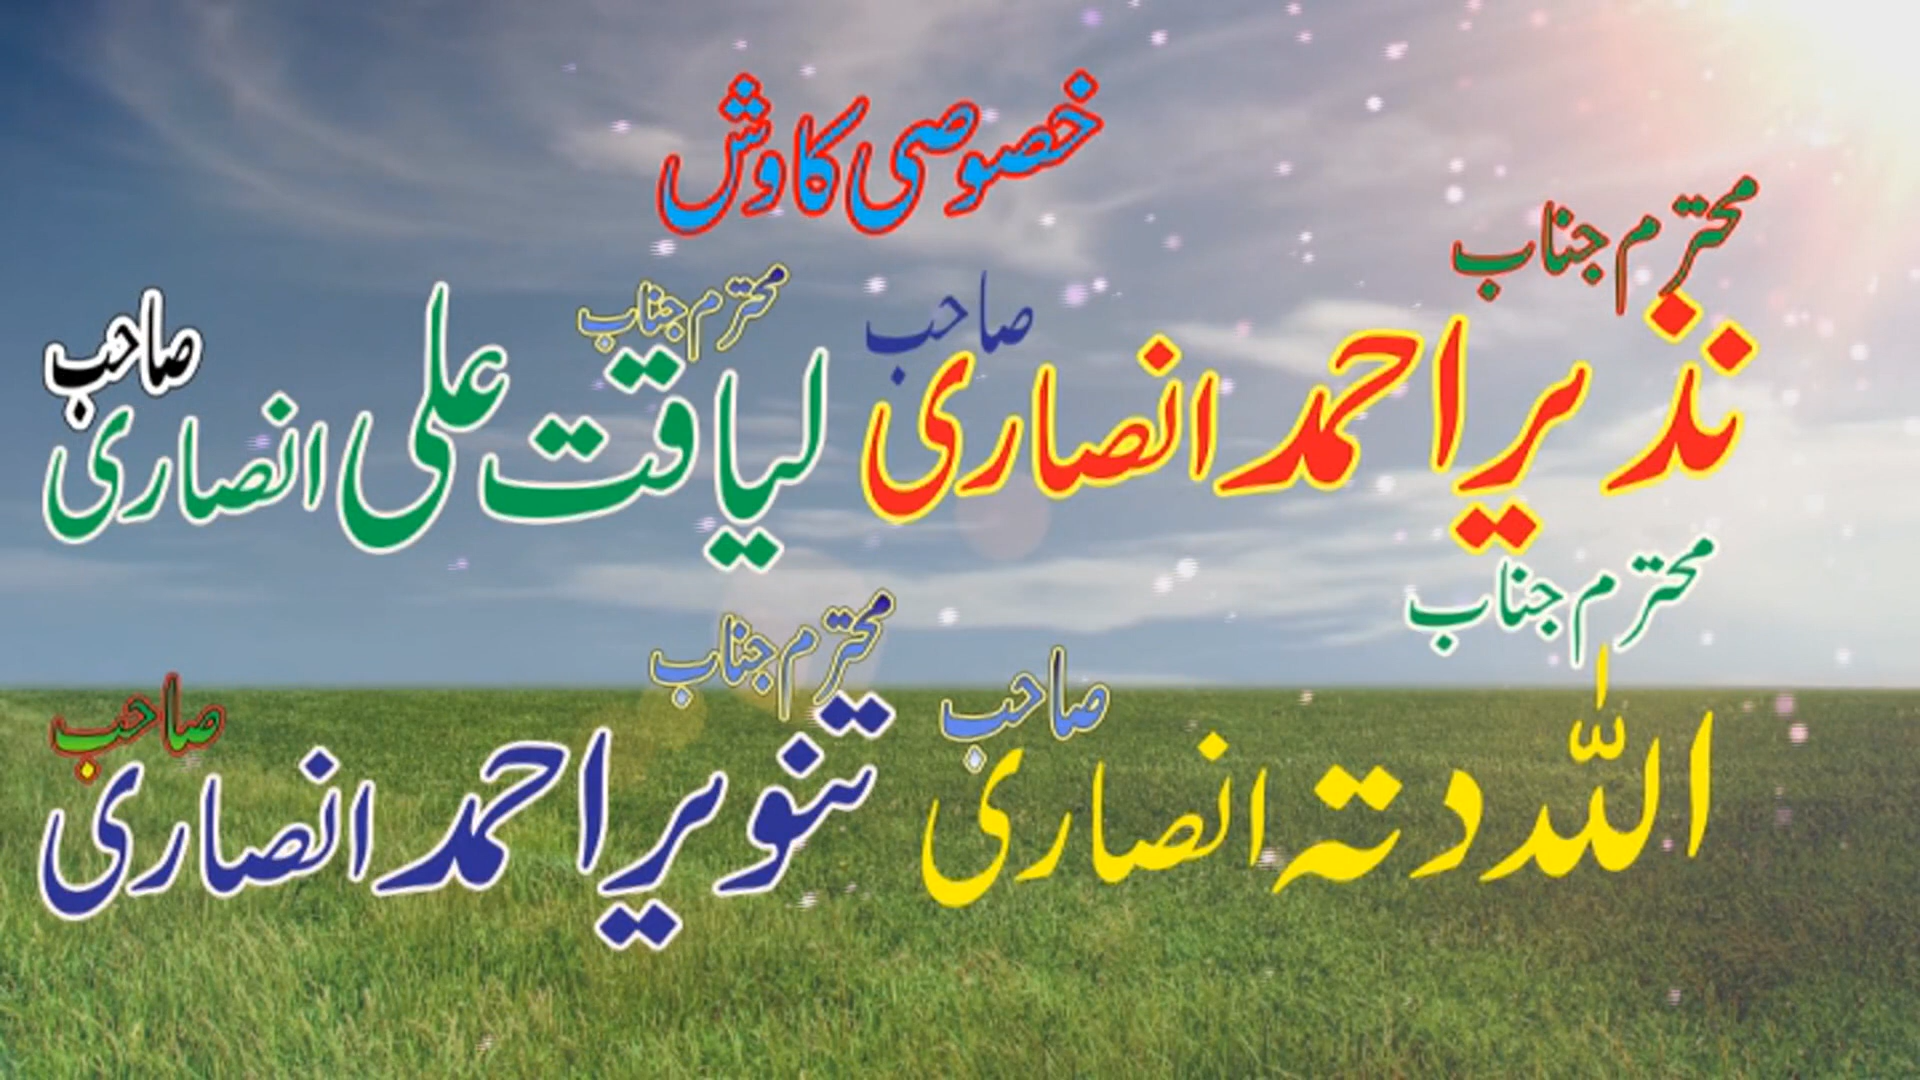 خصوصی کاوش
محترم جناب
نذیر احمد انصاری صاحب
محترم جناب
لیاقت علی انصاری صاحب
محترم جناب
اللہ دتہ انصاری صاحب
محترم جناب
تنویر احمد انصاری صاحب